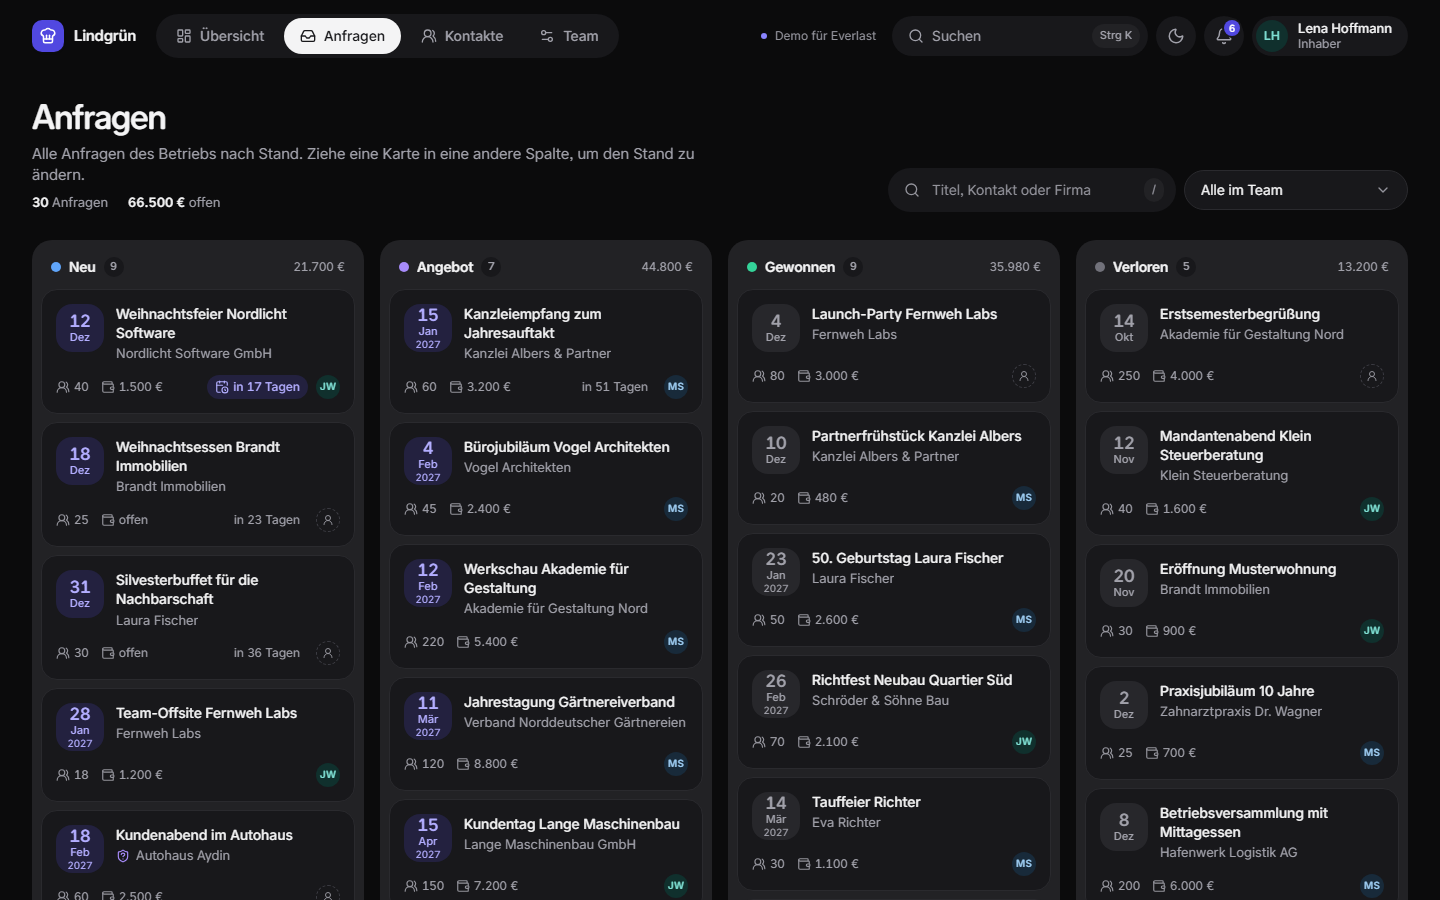 Lindgrün
Übersicht
Anfragen
Kontakte
Team
Demo für Everlast
Suchen
Strg K
6
LH
Lena Hoffmann
Inhaber
Anfragen
Alle Anfragen des Betriebs nach Stand. Ziehe eine Karte in eine andere Spalte, um den Stand zu
ändern.
30 Anfragen 66.500 € offen
Titel, Kontakt oder Firma
/
Alle im Team
Neu 9 21.700 €
12
Dez
Weihnachtsfeier Nordlicht
Software
Nordlicht Software GmbH
40 1.500 € in 17 Tagen JW
18
Dez
Weihnachtsessen Brandt
Immobilien
Brandt Immobilien
25 offen in 23 Tagen
31
Dez
Silvesterbuffet für die
Nachbarschaft
Laura Fischer
30 offen in 36 Tagen
28
Jan
2027
Team-Offsite Fernweh Labs
Fernweh Labs
18 1.200 € JW
18
Feb
2027
Kundenabend im Autohaus
Autohaus Aydin
60 2.500 €
Angebot 7 44.800 €
15
Jan
2027
Kanzleiempfang zum
Jahresauftakt
Kanzlei Albers & Partner
60 3.200 € in 51 Tagen MS
4
Feb
2027
Bürojubiläum Vogel Architekten
Vogel Architekten
45 2.400 € MS
12
Feb
2027
Werkschau Akademie für
Gestaltung
Akademie für Gestaltung Nord
220 5.400 € MS
11
Mär
2027
Jahrestagung Gärtnereiverband
Verband Norddeutscher Gärtnereien
120 8.800 € MS
15
Apr
2027
Kundentag Lange Maschinenbau
Lange Maschinenbau GmbH
150 7.200 € JW
Gewonnen 9 35.980 €
4
Dez
Launch-Party Fernweh Labs
Fernweh Labs
80 3.000 €
10
Dez
Partnerfrühstück Kanzlei Albers
Kanzlei Albers & Partner
20 480 € MS
23
Jan
2027
50. Geburtstag Laura Fischer
Laura Fischer
50 2.600 € MS
26
Feb
2027
Richtfest Neubau Quartier Süd
Schröder & Söhne Bau
70 2.100 € JW
14
Mär
2027
Tauffeier Richter
Eva Richter
30 1.100 € MS
Verloren 5 13.200 €
14
Okt
Erstsemesterbegrüßung
Akademie für Gestaltung Nord
250 4.000 €
12
Nov
Mandantenabend Klein
Steuerberatung
Klein Steuerberatung
40 1.600 € JW
20
Nov
Eröffnung Musterwohnung
Brandt Immobilien
30 900 € JW
2
Dez
Praxisjubiläum 10 Jahre
Zahnarztpraxis Dr. Wagner
25 700 € MS
8
Dez
Betriebsversammlung mit
Mittagessen
Hafenwerk Logistik AG
200 6.000 € MS